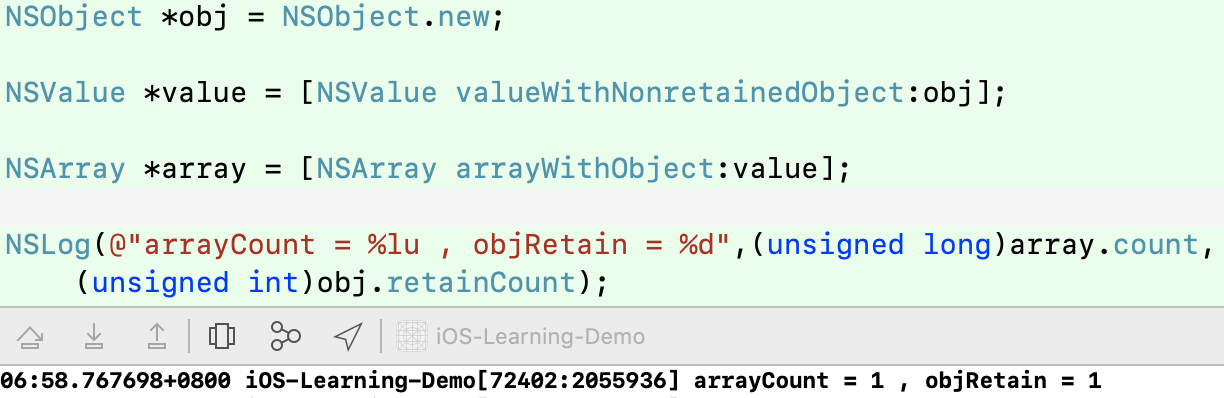 NSObject *obj = NSObject.new;
NSValue *value = [NSValue valueWithNonretainedObject:obj];
NSArray *array = [NSArray arrayWithObject:value];
NSLog(@"arrayCount = %lu , objRetain = %d",(unsigned long)array.count,
(unsigned int)obj.retainCount);
iOS-Learning-Demo
06:58.767698+0800 iOS-Learning-Demo[72402:2055936] arrayCount = 1 , objRetain = 1